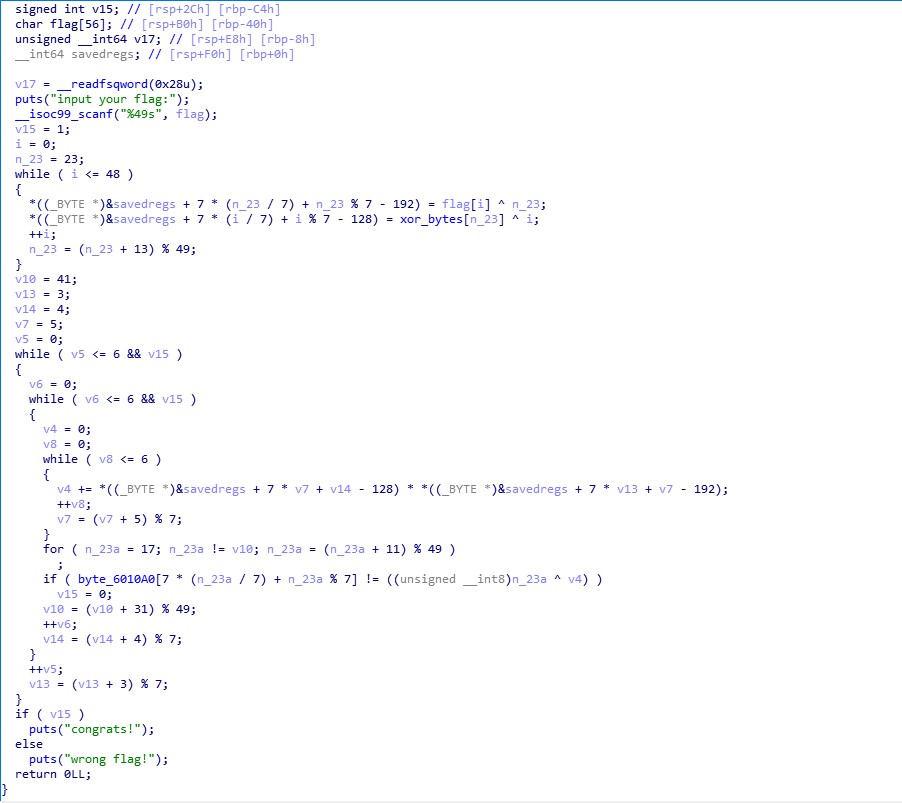 signed int v15; // [rsp+2Ch] [rbp-C4h]
char flag[56]; // [rsp+B0h] [rbp-40h]
unsigned __int64 v17; // [rsp+E8h] [rbp-8h]
__int64 savedregs; // [rsp+F0h] [rbp+0h]
v17 = __readfsqword(0x28u);
puts("input your flag:");
__isoc99_scanf("%49s", flag);
v15 = 1;
i = 0;
n_23 = 23;
while ( i <= 48 )
{
*((_BYTE *)&savedregs + 7 * (n_23 / 7) + n_23 % 7 - 192) = flag[i] ^ n_23;
*((_BYTE *)&savedregs + 7 * (i / 7) + i % 7 - 128) = xor_bytes[n_23] ^ i;
++i;
n_23 = (n_23 + 13) % 49;
}
v10 = 41;
v13 = 3;
v14 = 4;
v7 = 5;
v5 = 0;
while ( v5 <= 6 && v15 )
{
v6 = 0;
while ( v6 <= 6 && v15 )
{
v4 = 0;
v8 = 0;
while ( v8 <= 6 )
{
v4 += *((_BYTE *)&savedregs + 7 * v7 + v14 - 128) * *((_BYTE *)&savedregs + 7 * v13 + v7 - 192);
++v8;
v7 = (v7 + 5) % 7;
}
for ( n_23a = 17; n_23a != v10; n_23a = (n_23a + 11) % 49 )
;
if ( byte_6010A0[7 * (n_23a / 7) + n_23a % 7] != ((unsigned __int8)n_23a ^ v4) )
v15 = 0;
v10 = (v10 + 31) % 49;
++v6;
v14 = (v14 + 4) % 7;
}
++v5;
v13 = (v13 + 3) % 7;
}
if ( v15 )
puts("congrats!");
else
puts("wrong flag!");
return 0LL;
}